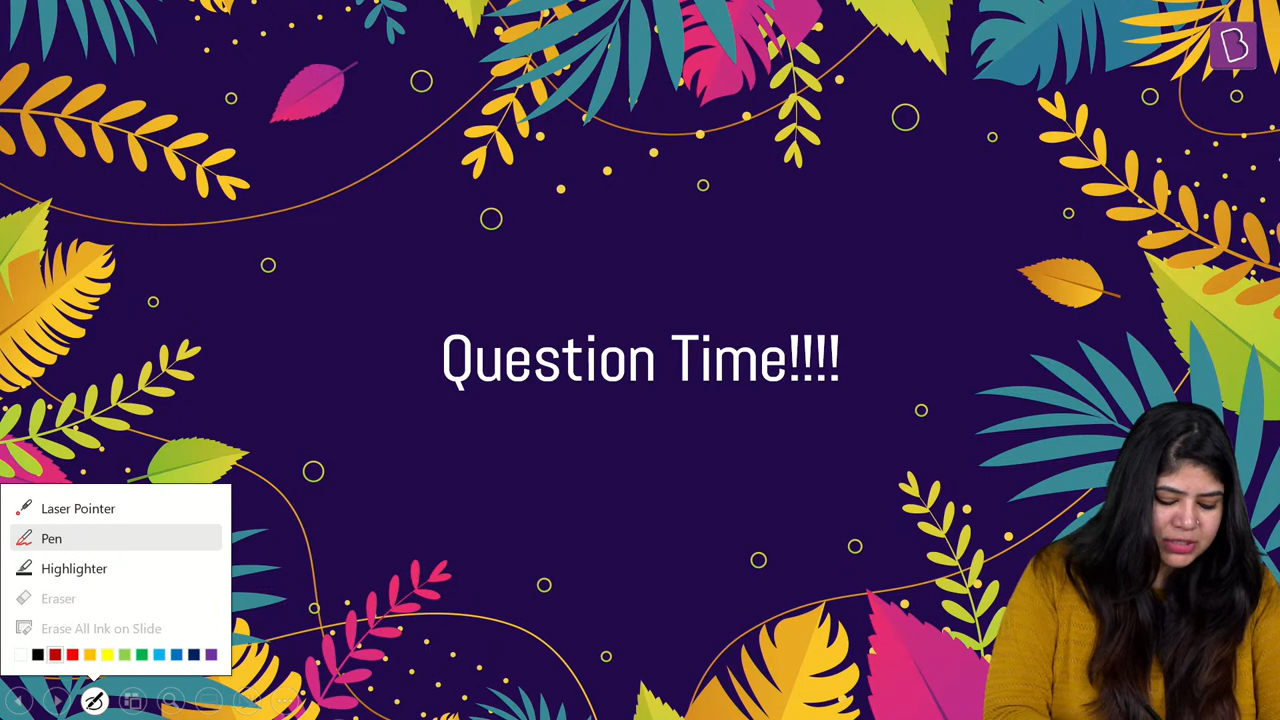 B
Question Time!!!!
Laser Pointer
Pen
Highlighter
Eraser
Erase All Ink on Slide